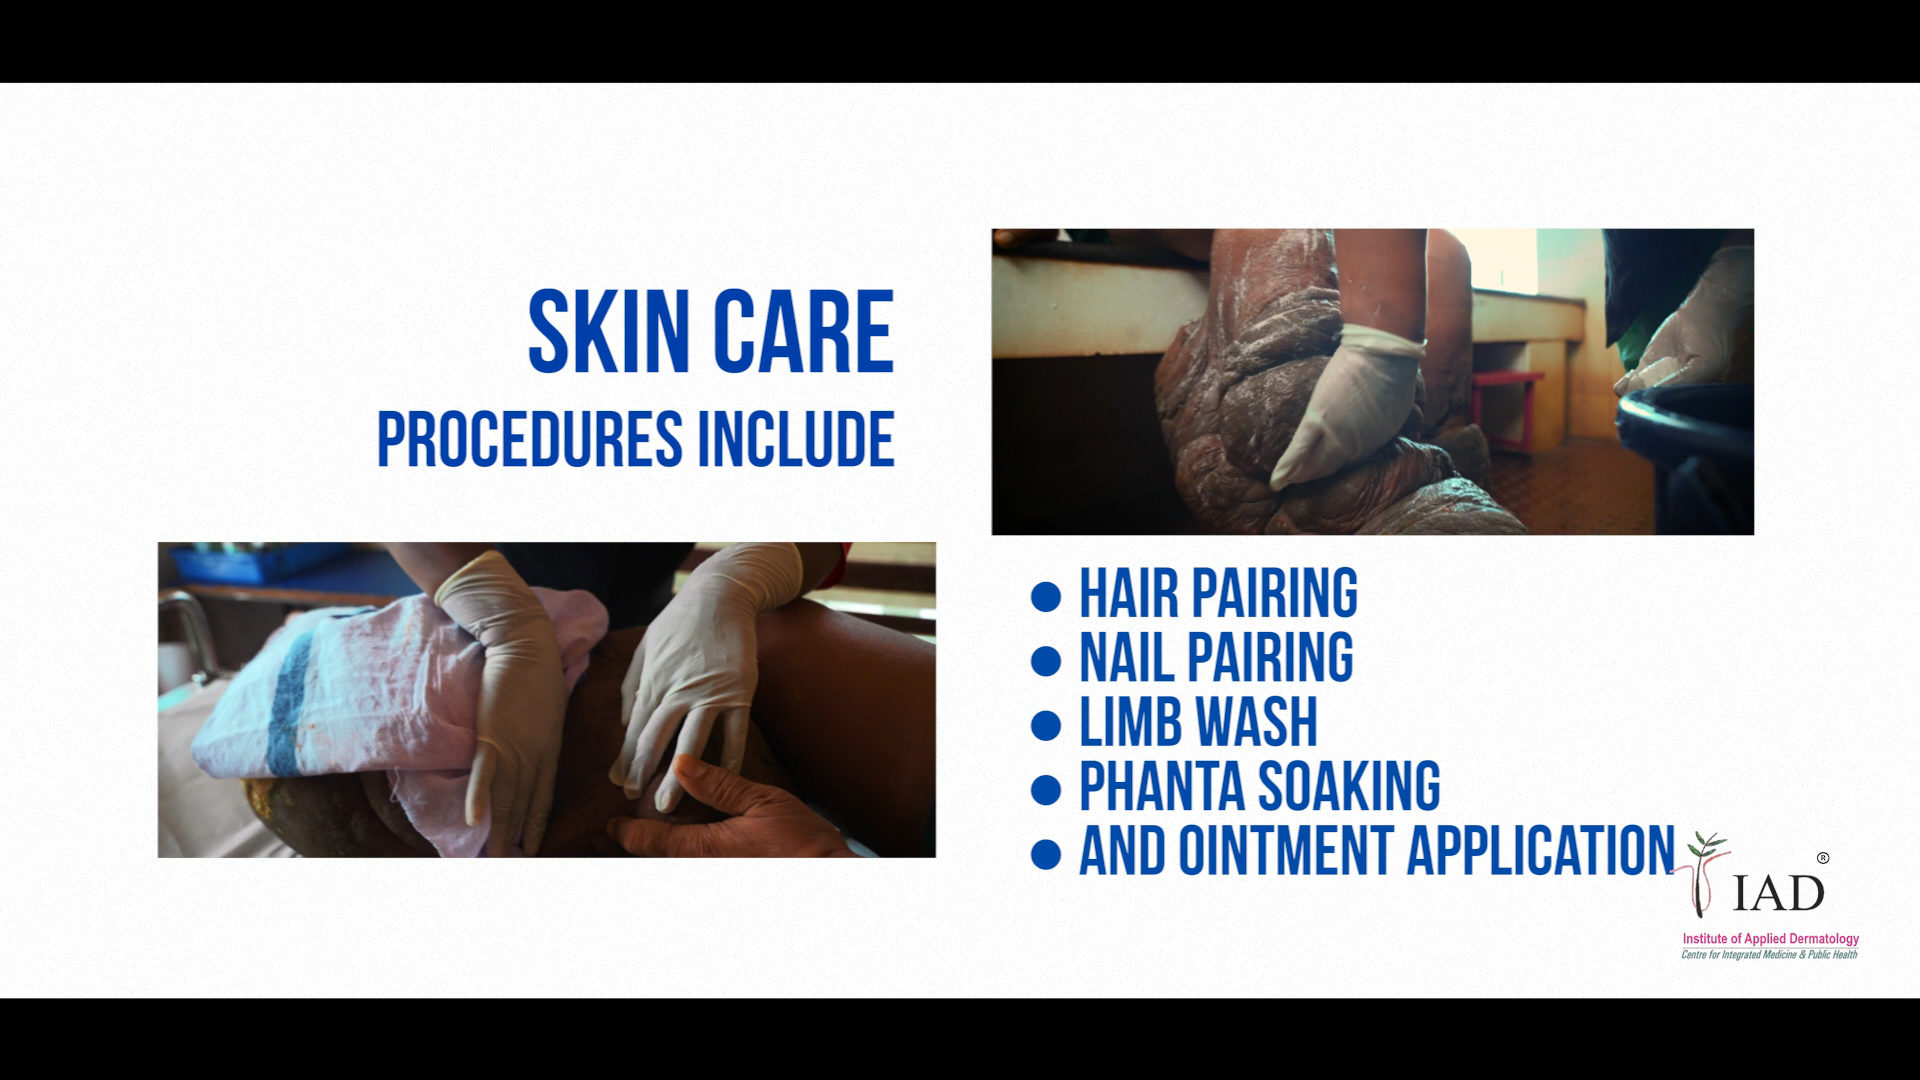 SKIN CARE
PROCEDURES INCLUDE
● HAIR PAIRING
● NAIL PAIRING
● LIMB WASH
● PHANTA SOAKING
● AND OINTMENT APPLICATION
IAD®
Institute of Applied Dermatology
Centre for Integrated Medicine & Public Health